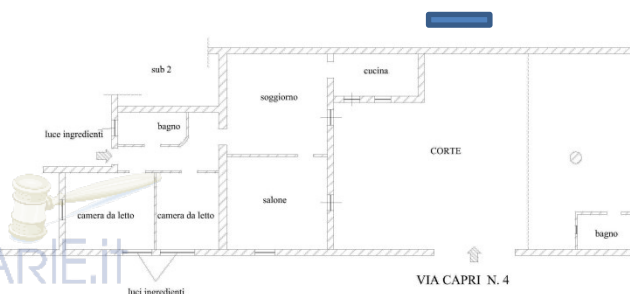 sub 2
cucina
soggiorno
bagno
luce ingredienti
CORTE
salone
camera da letto
camera da letto
bagno
ARIE.it
VIA CAPRI N. 4
luci ingredienti